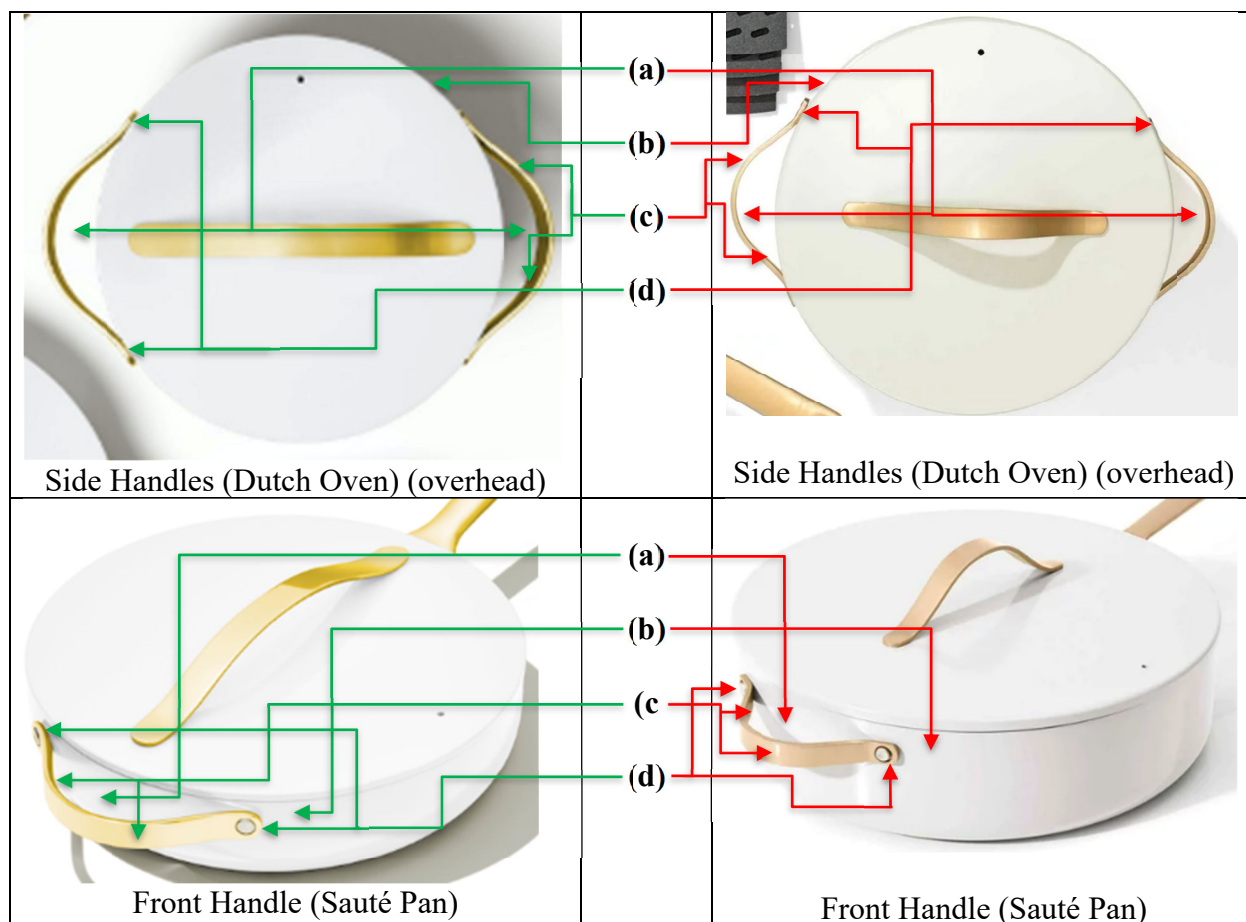 (a)
(b)
(c)
(d)
Side Handles (Dutch Oven) (overhead)
Side Handles (Dutch Oven) (overhead)
(a)
(b)
(c
(d)
Front Handle (Sauté Pan)
Front Handle (Sauté Pan)